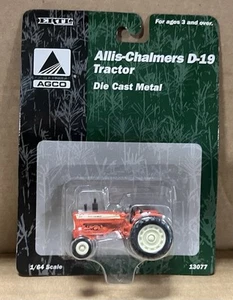 ERTL
For ages 3 and over.
Allis-Chalmers D-19
Tractor
Die Cast Metal
AGCO
1/64 Scale
13077